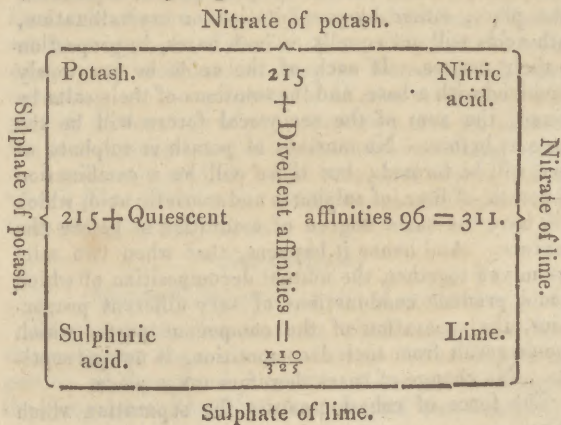 Nitrate of potash.
Potash.
215
Nitric
acid.
Sulphate of potash.
+ Divellent affinities =
Nitrate of lime.
215 + Quiescent
affinities 96 = 311.
Sulphuric
acid.
110
325
Lime.
Sulphate of lime.